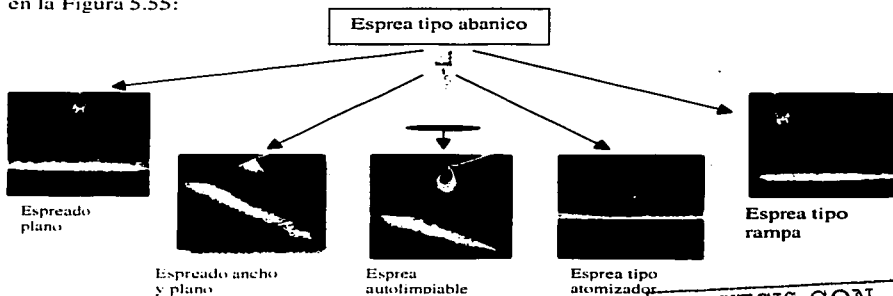 en la Figura 5.55:
Esprea tipo abanico
Espreado
plano
Espreado ancho
y plano
Esprea
autolimpiable
Esprea tipo
atomizador
Esprea tipo
rampa
CON